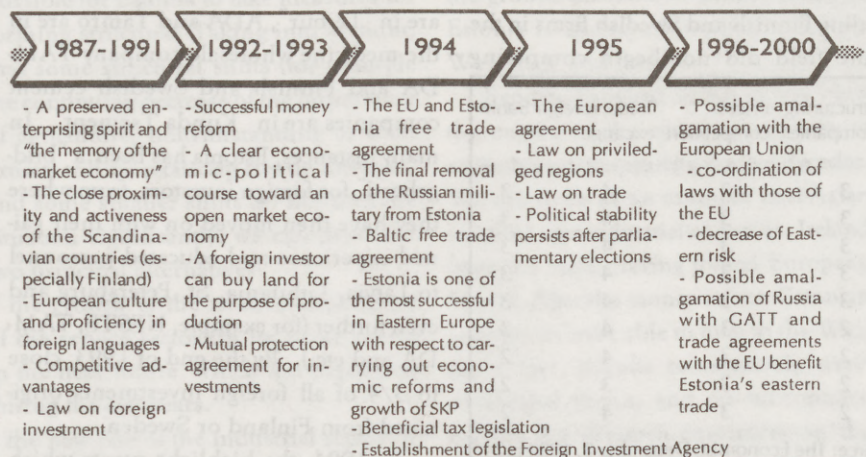 1987-1991
1992-1993
1994
1995
1996-2000
- A preserved en-
terprising spirit and
"the memory of the
market economy"
- The close proxim-
ity and activeness
of the Scandina-
vian countries (es-
pecially Finland)
- European culture
and proficiency in
foreign languages
- Competitive ad-
vantages
- Law on foreign
investment
- Successful money
reform
- A clear econo-
mic-political
course toward an
open market eco-
nomy
- A foreign investor
can buy land for
the purpose of pro-
duction
- Mutual protection
agreement for in-
vestments
- The EU and Esto-
nia free trade
agreement
- The final removal
of the Russian mili-
tary from Estonia
- Baltic free trade
agreement
- Estonia is one of
the most successful
in Eastern Europe
with respect to car-
rying out econo-
mic reforms and
growth of SKP
- Beneficial tax legislation
- Establishment of the Foreign Investment Agency
- The European
agreement
- Law on priviled-
ged regions
- Law on trade
- Political stability
persists after parlia-
mentary elections
- Possible amal-
gamation with the
European Union
- co-ordination of
laws with those of
the EU
- decrease of East-
ern risk
- Possible amal-
gamation of Russia
with GATT and
trade agreements
with the EU benefit
Estonia's eastern
trade